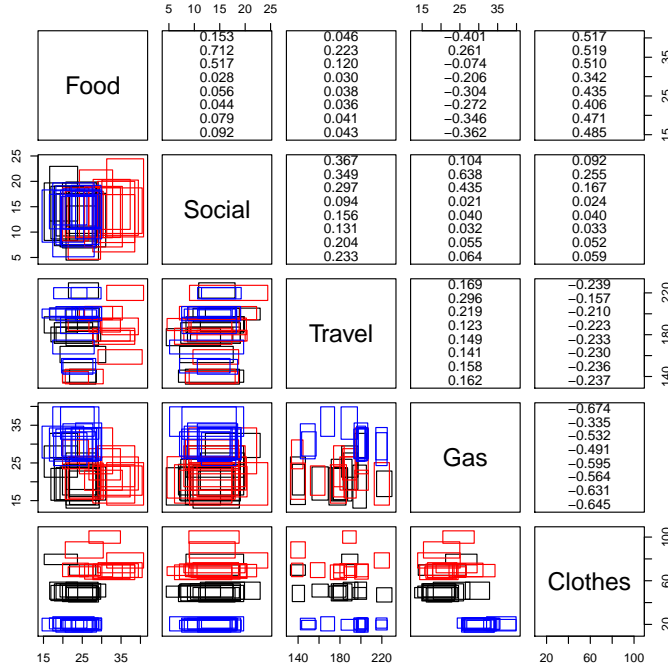 5 10 15 20 25 15 25 35
Food 0.153 0.046 −0.401 0.517 35
0.712 0.223 0.261 0.519
0.517 0.120 −0.074 0.510
0.028 0.030 −0.206 0.342
0.056 0.038 −0.304 0.435 25
0.044 0.036 −0.272 0.406
0.079 0.041 −0.346 0.471
0.092 0.043 −0.362 0.485 15
25 Social 0.367 0.104 0.092
20 0.349 0.638 0.255
0.297 0.435 0.167
15 0.094 0.021 0.024
0.156 0.040 0.040
10 0.131 0.032 0.033
0.204 0.055 0.052
5 0.233 0.064 0.059
Travel 0.169 −0.239 220
0.296 −0.157
0.219 −0.210
0.123 −0.223 180
0.149 −0.233
0.141 −0.230
0.158 −0.236
0.162 −0.237 140
35 Gas −0.674
−0.335
−0.532
25 −0.491
−0.595
−0.564
−0.631
15 −0.645
Clothes 100
60
20
15 25 35 140 180 220 20 40 60 80 100